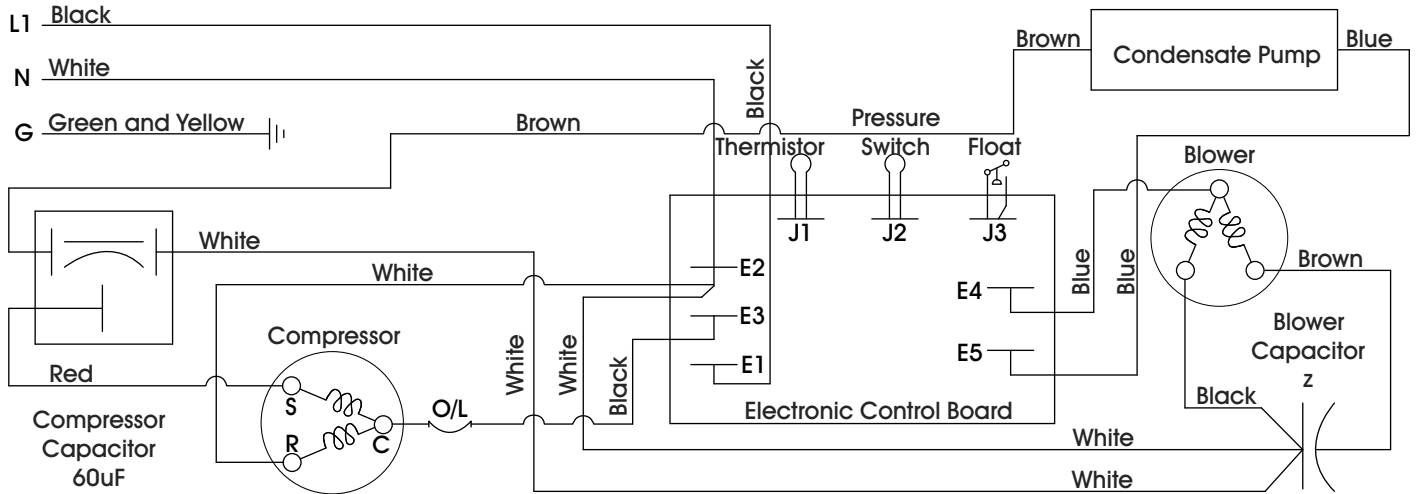 L1 Black
N White
G Green and Yellow
Brown
Black
Brown
Condensate Pump
Blue
Thermistor
Pressure
Switch
Float
Blower
J1
J2
J3
White
White
E2
E3
E1
E4
E5
Blue
Blue
Brown
Compressor
Red
S
R
C
O/L
White
White
Black
Compressor
Capacitor
60uF
Electronic Control Board
Blower
Capacitor
z
Black
White
White